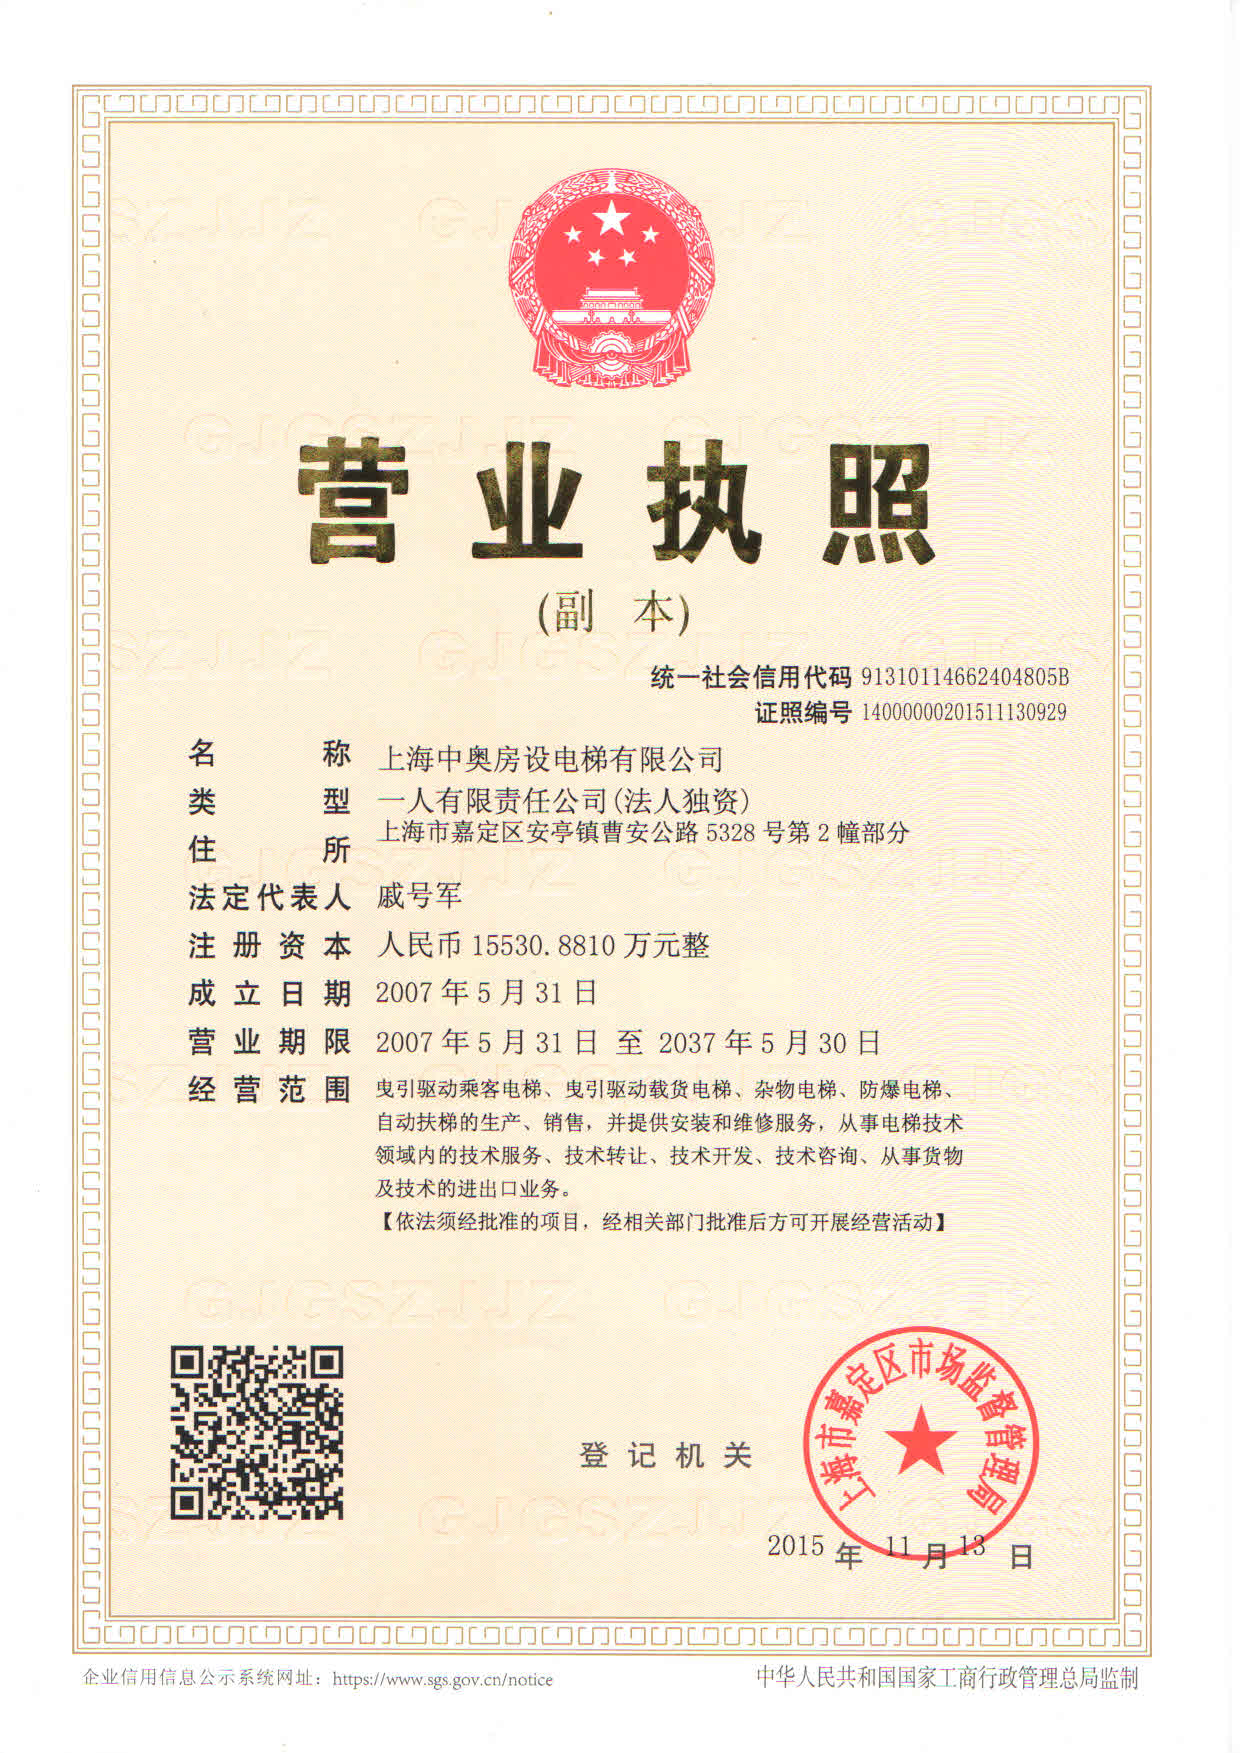 营业执照
(副 本)
统一社会信用代码 91310114662404805B
证照编号 14000000201511130929
名称 上海中奥房设电梯有限公司
类型 一人有限责任公司(法人独资)
住所 上海市嘉定区安亭镇曹安公路 5328 号第 2 幢部分
法定代表人 戚号军
注册资本 人民币 15530.8810 万元整
成立日期 2007 年 5 月 31 日
营业期限 2007 年 5 月 31 日 至 2037 年 5 月 30 日
经营范围 曳引驱动乘客电梯、曳引驱动载货电梯、杂物电梯、防爆电梯、
自动扶梯的生产、销售，并提供安装和维修服务，从事电梯技术
领域内的技术服务、技术转让、技术开发、技术咨询、从事货物
及技术的进出口业务。
【依法须经批准的项目，经相关部门批准后方可开展经营活动】
上海市嘉定区市场监督管理局
登记机关
2015 年 11 月 13 日
企业信用信息公示系统网址：https://www.sgs.gov.cn/notice
中华人民共和国国家工商行政管理总局监制